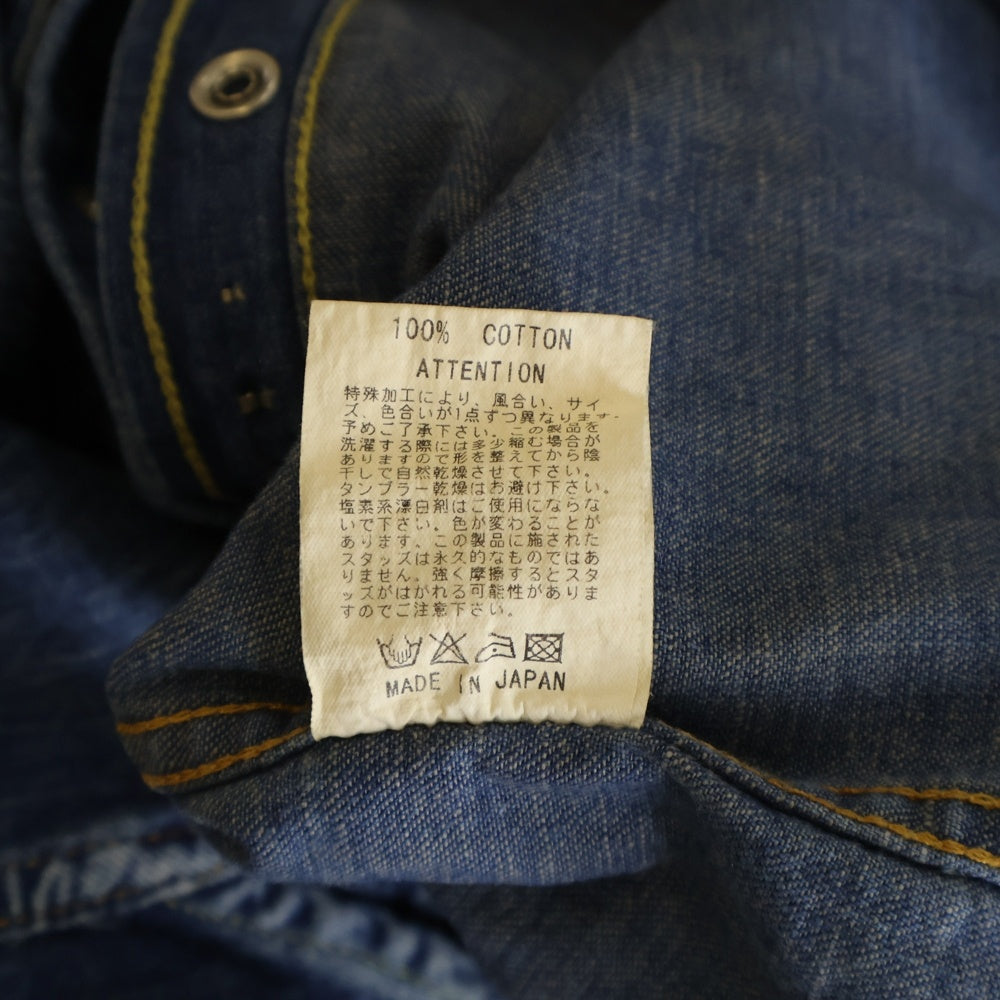 100% COTTON
ATTENTION
特殊加工により、風合い、サイ
ズ、色合いが1点ずつ異なります。
予めご了承下さい。この製品を
洗濯する際には多少縮む場合が
ありますので形を整えてから陰
干しで自然乾燥させて下さい。
タンブラー乾燥はお避け下さい。
塩素系漂白剤はご使用にならな
いで下さい。色が変わることが
あります、この製品に施された
スタッズは永久的なものではあ
りません、強く摩擦するとスタ
ッズがはがれる可能性がありま
すのでご注意下さい。
MADE IN JAPAN